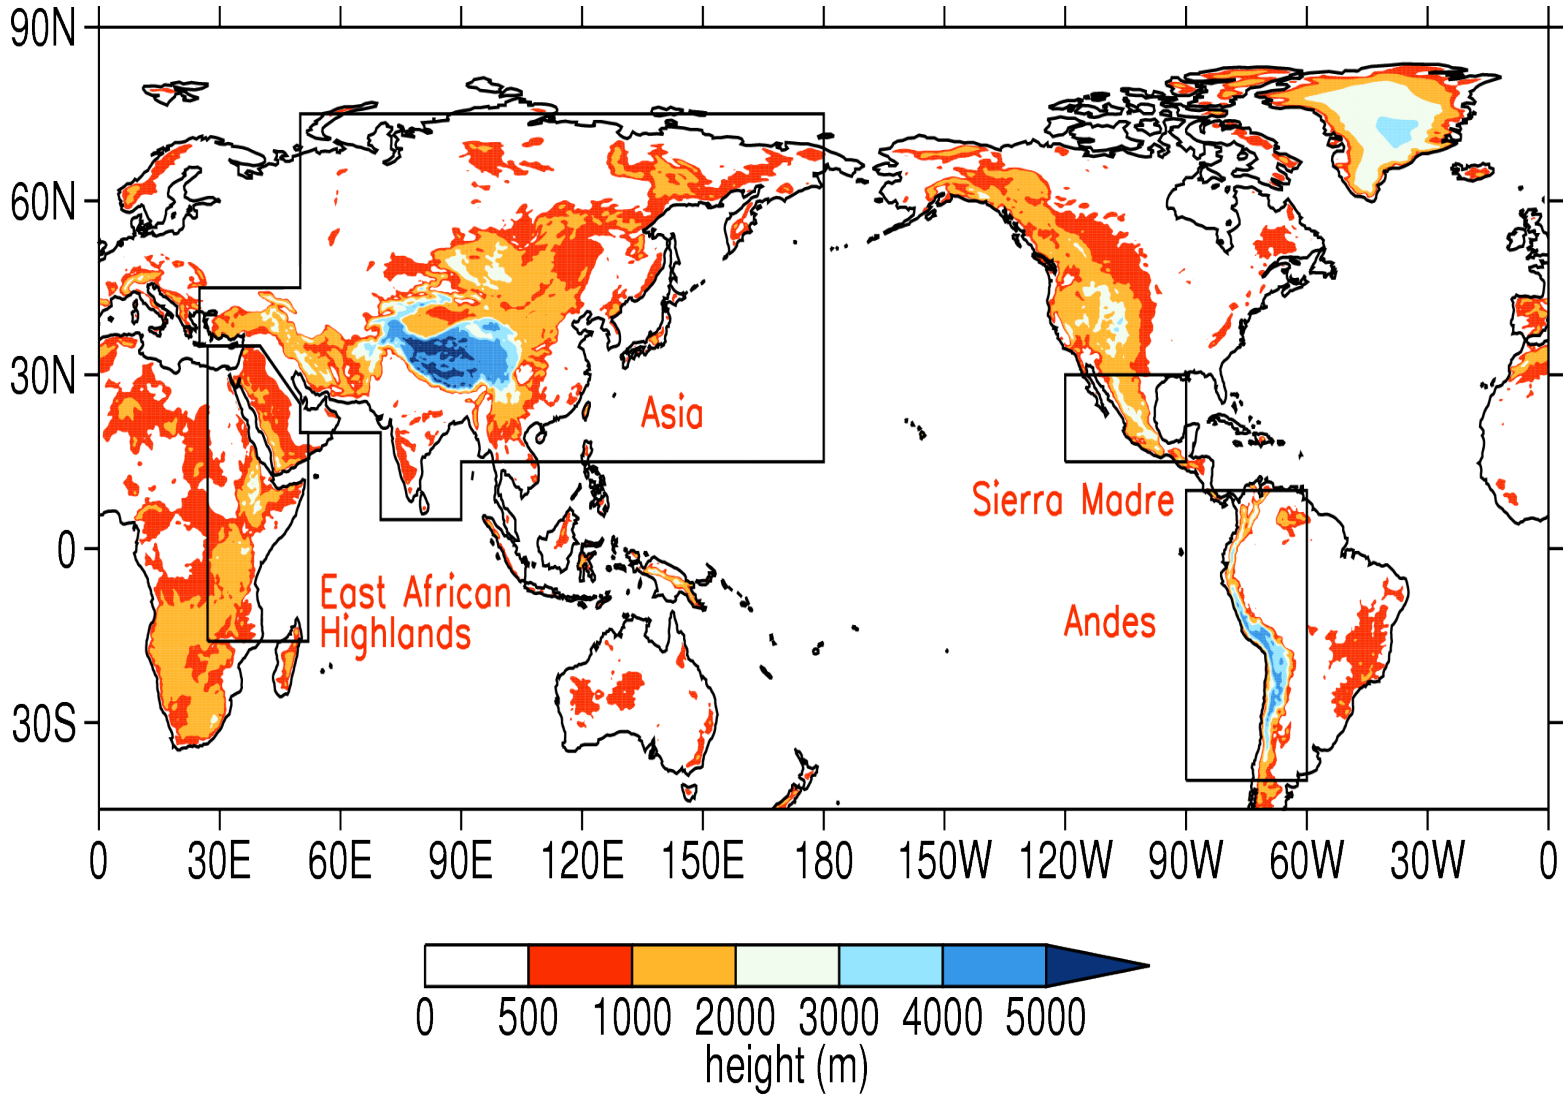 90N
60N
30N
0
30S
Asia
Sierra Madre
East African
Highlands
Andes
0 30E 60E 90E 120E 150E 180 150W 120W 90W 60W 30W 0
0 500 1000 2000 3000 4000 5000
height (m)